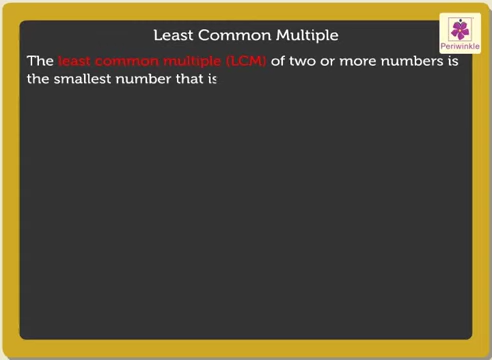 Least Common Multiple
Periwinkle
The least common multiple (LCM) of two or more numbers is
the smallest number that is